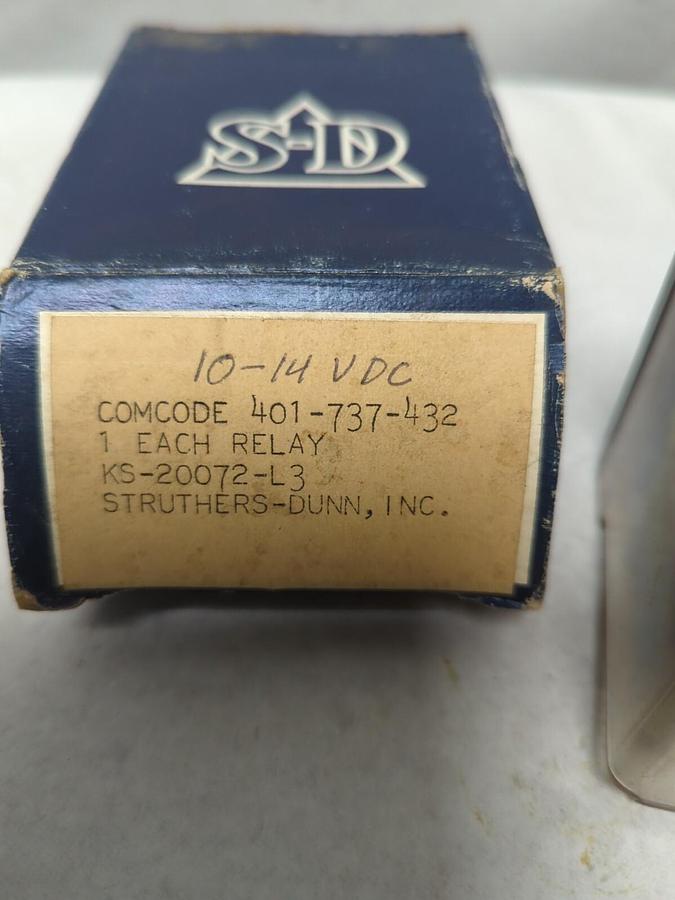 S-D
10-14 VDC
COMCODE 401-737-432
1 EACH RELAY
KS-20072-L3
STRUTHERS-DUNN, INC.